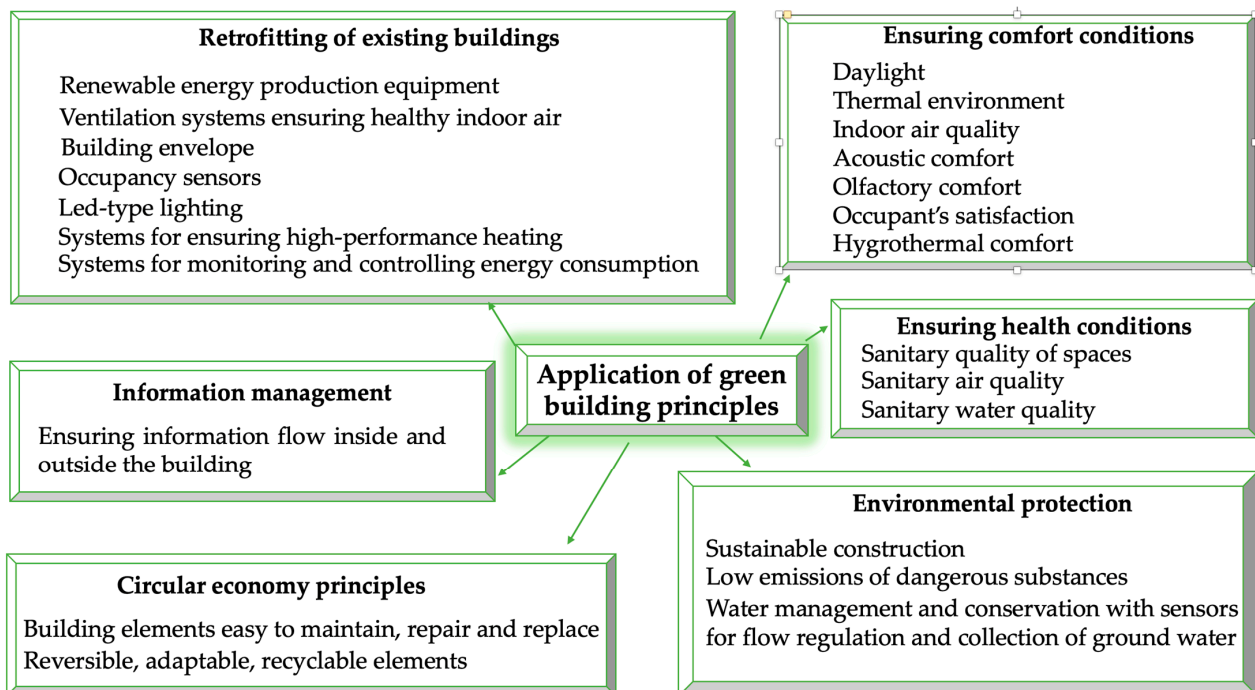 Retrofitting of existing buildings
Renewable energy production equipment
Ventilation systems ensuring healthy indoor air
Building envelope
Occupancy sensors
Led-type lighting
Systems for ensuring high-performance heating
Systems for monitoring and controlling energy consumption
Ensuring comfort conditions
Daylight
Thermal environment
Indoor air quality
Acoustic comfort
Olfactory comfort
Occupant’s satisfaction
Hygrothermal comfort
Application of green
building principles
Ensuring health conditions
Sanitary quality of spaces
Sanitary air quality
Sanitary water quality
Information management
Ensuring information flow inside and
outside the building
Circular economy principles
Building elements easy to maintain, repair and replace
Reversible, adaptable, recyclable elements
Environmental protection
Sustainable construction
Low emissions of dangerous substances
Water management and conservation with sensors
for flow regulation and collection of ground water